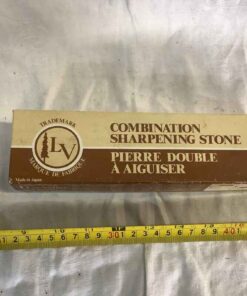 TRADEMARK
LV
MARQUE DE FABRIQUE
Made in Japan
COMBINATION
SHARPENING STONE
PIERRE DOUBLE
À AIGUISER